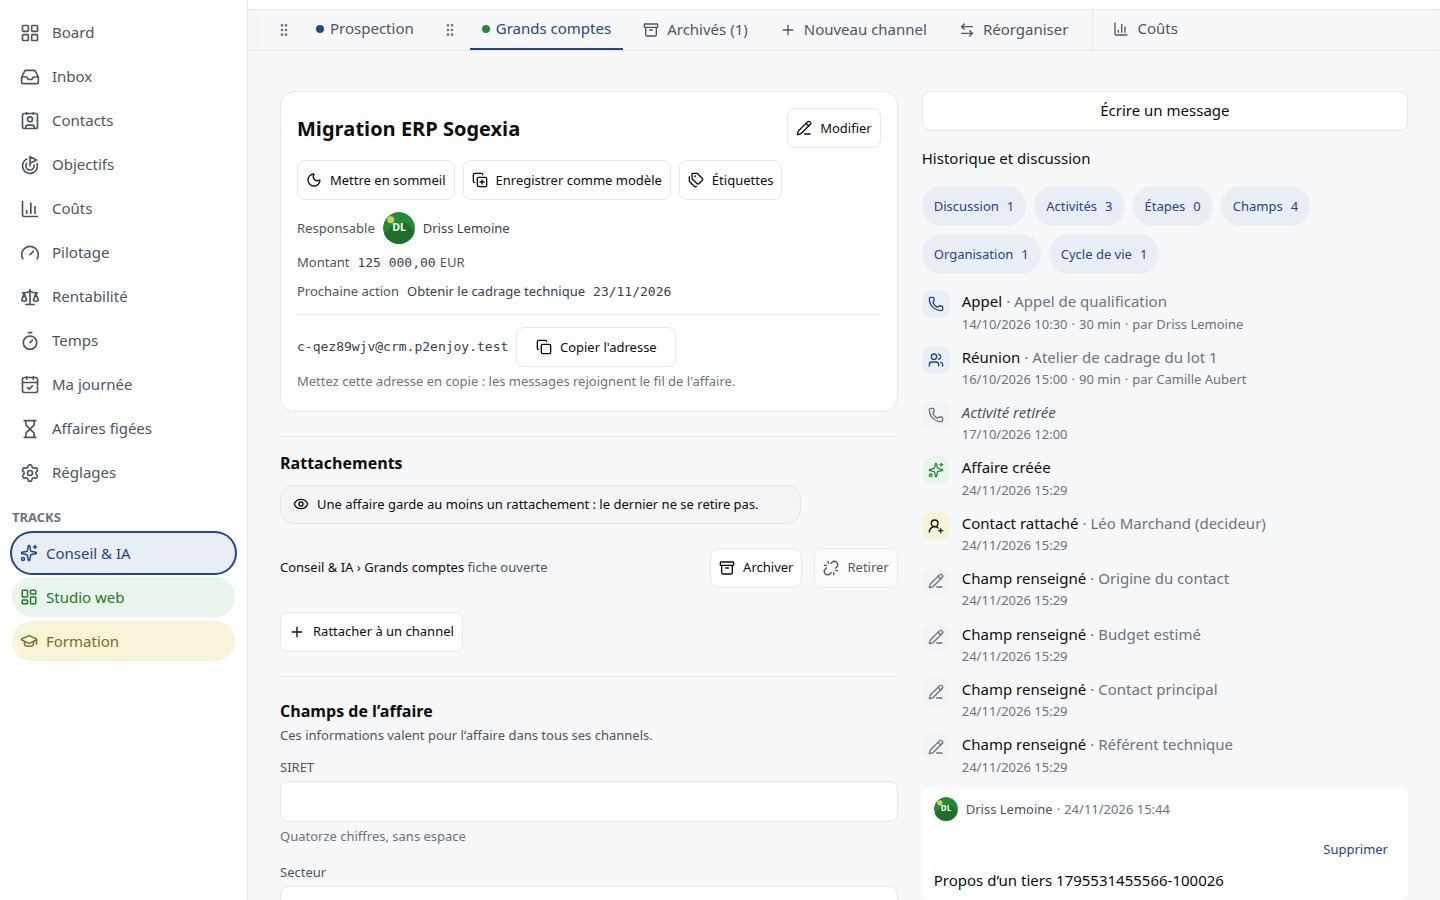 Board
Inbox
Contacts
Objectifs
Coûts
Pilotage
Rentabilité
Temps
Ma journée
Affaires figées
Réglages
TRACKS
Conseil & IA
Studio web
Formation
Prospection
Grands comptes
Archivés (1)
Nouveau channel
Réorganiser
Coûts
Migration ERP Sogexia
Modifier
Mettre en sommeil
Enregistrer comme modèle
Étiquettes
Responsable DL Driss Lemoine
Montant 125 000,00 EUR
Prochaine action Obtenir le cadrage technique 23/11/2026
c-qez89wjv@crm.p2enjoy.test
Copier l'adresse
Mettez cette adresse en copie : les messages rejoignent le fil de l'affaire.
Rattachements
Une affaire garde au moins un rattachement : le dernier ne se retire pas.
Conseil & IA › Grands comptes fiche ouverte
Archiver
Retirer
Rattacher à un channel
Champs de l’affaire
Ces informations valent pour l’affaire dans tous ses channels.
SIRET
Quatorze chiffres, sans espace
Secteur
Écrire un message
Historique et discussion
Discussion 1
Activités 3
Étapes 0
Champs 4
Organisation 1
Cycle de vie 1
Appel · Appel de qualification
14/10/2026 10:30 · 30 min · par Driss Lemoine
Réunion · Atelier de cadrage du lot 1
16/10/2026 15:00 · 90 min · par Camille Aubert
Activité retirée
17/10/2026 12:00
Affaire créée
24/11/2026 15:29
Contact rattaché · Léo Marchand (decideur)
24/11/2026 15:29
Champ renseigné · Origine du contact
24/11/2026 15:29
Champ renseigné · Budget estimé
24/11/2026 15:29
Champ renseigné · Contact principal
24/11/2026 15:29
Champ renseigné · Référent technique
24/11/2026 15:29
DL Driss Lemoine · 24/11/2026 15:44
Supprimer
Propos d’un tiers 1795531455566-100026